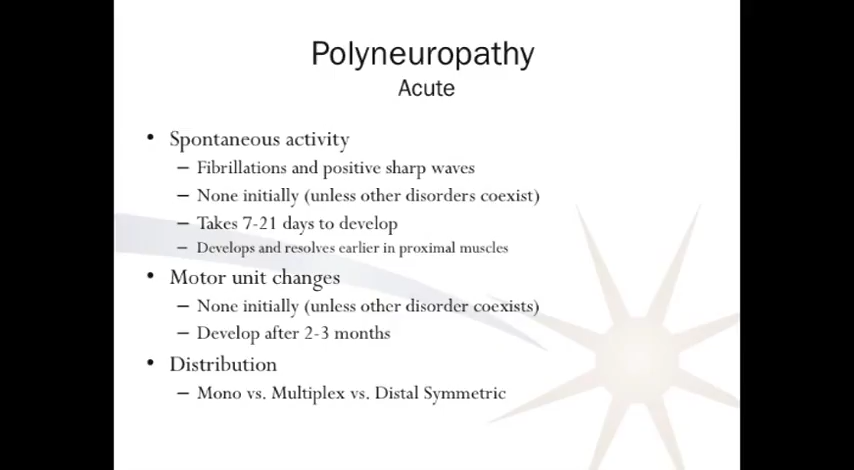 Polyneuropathy
Acute
• Spontaneous activity
– Fibrillations and positive sharp waves
– None initially (unless other disorders coexist)
– Takes 7-21 days to develop
– Develops and resolves earlier in proximal muscles
• Motor unit changes
– None initially (unless other disorder coexists)
– Develop after 2-3 months
• Distribution
– Mono vs. Multiplex vs. Distal Symmetric